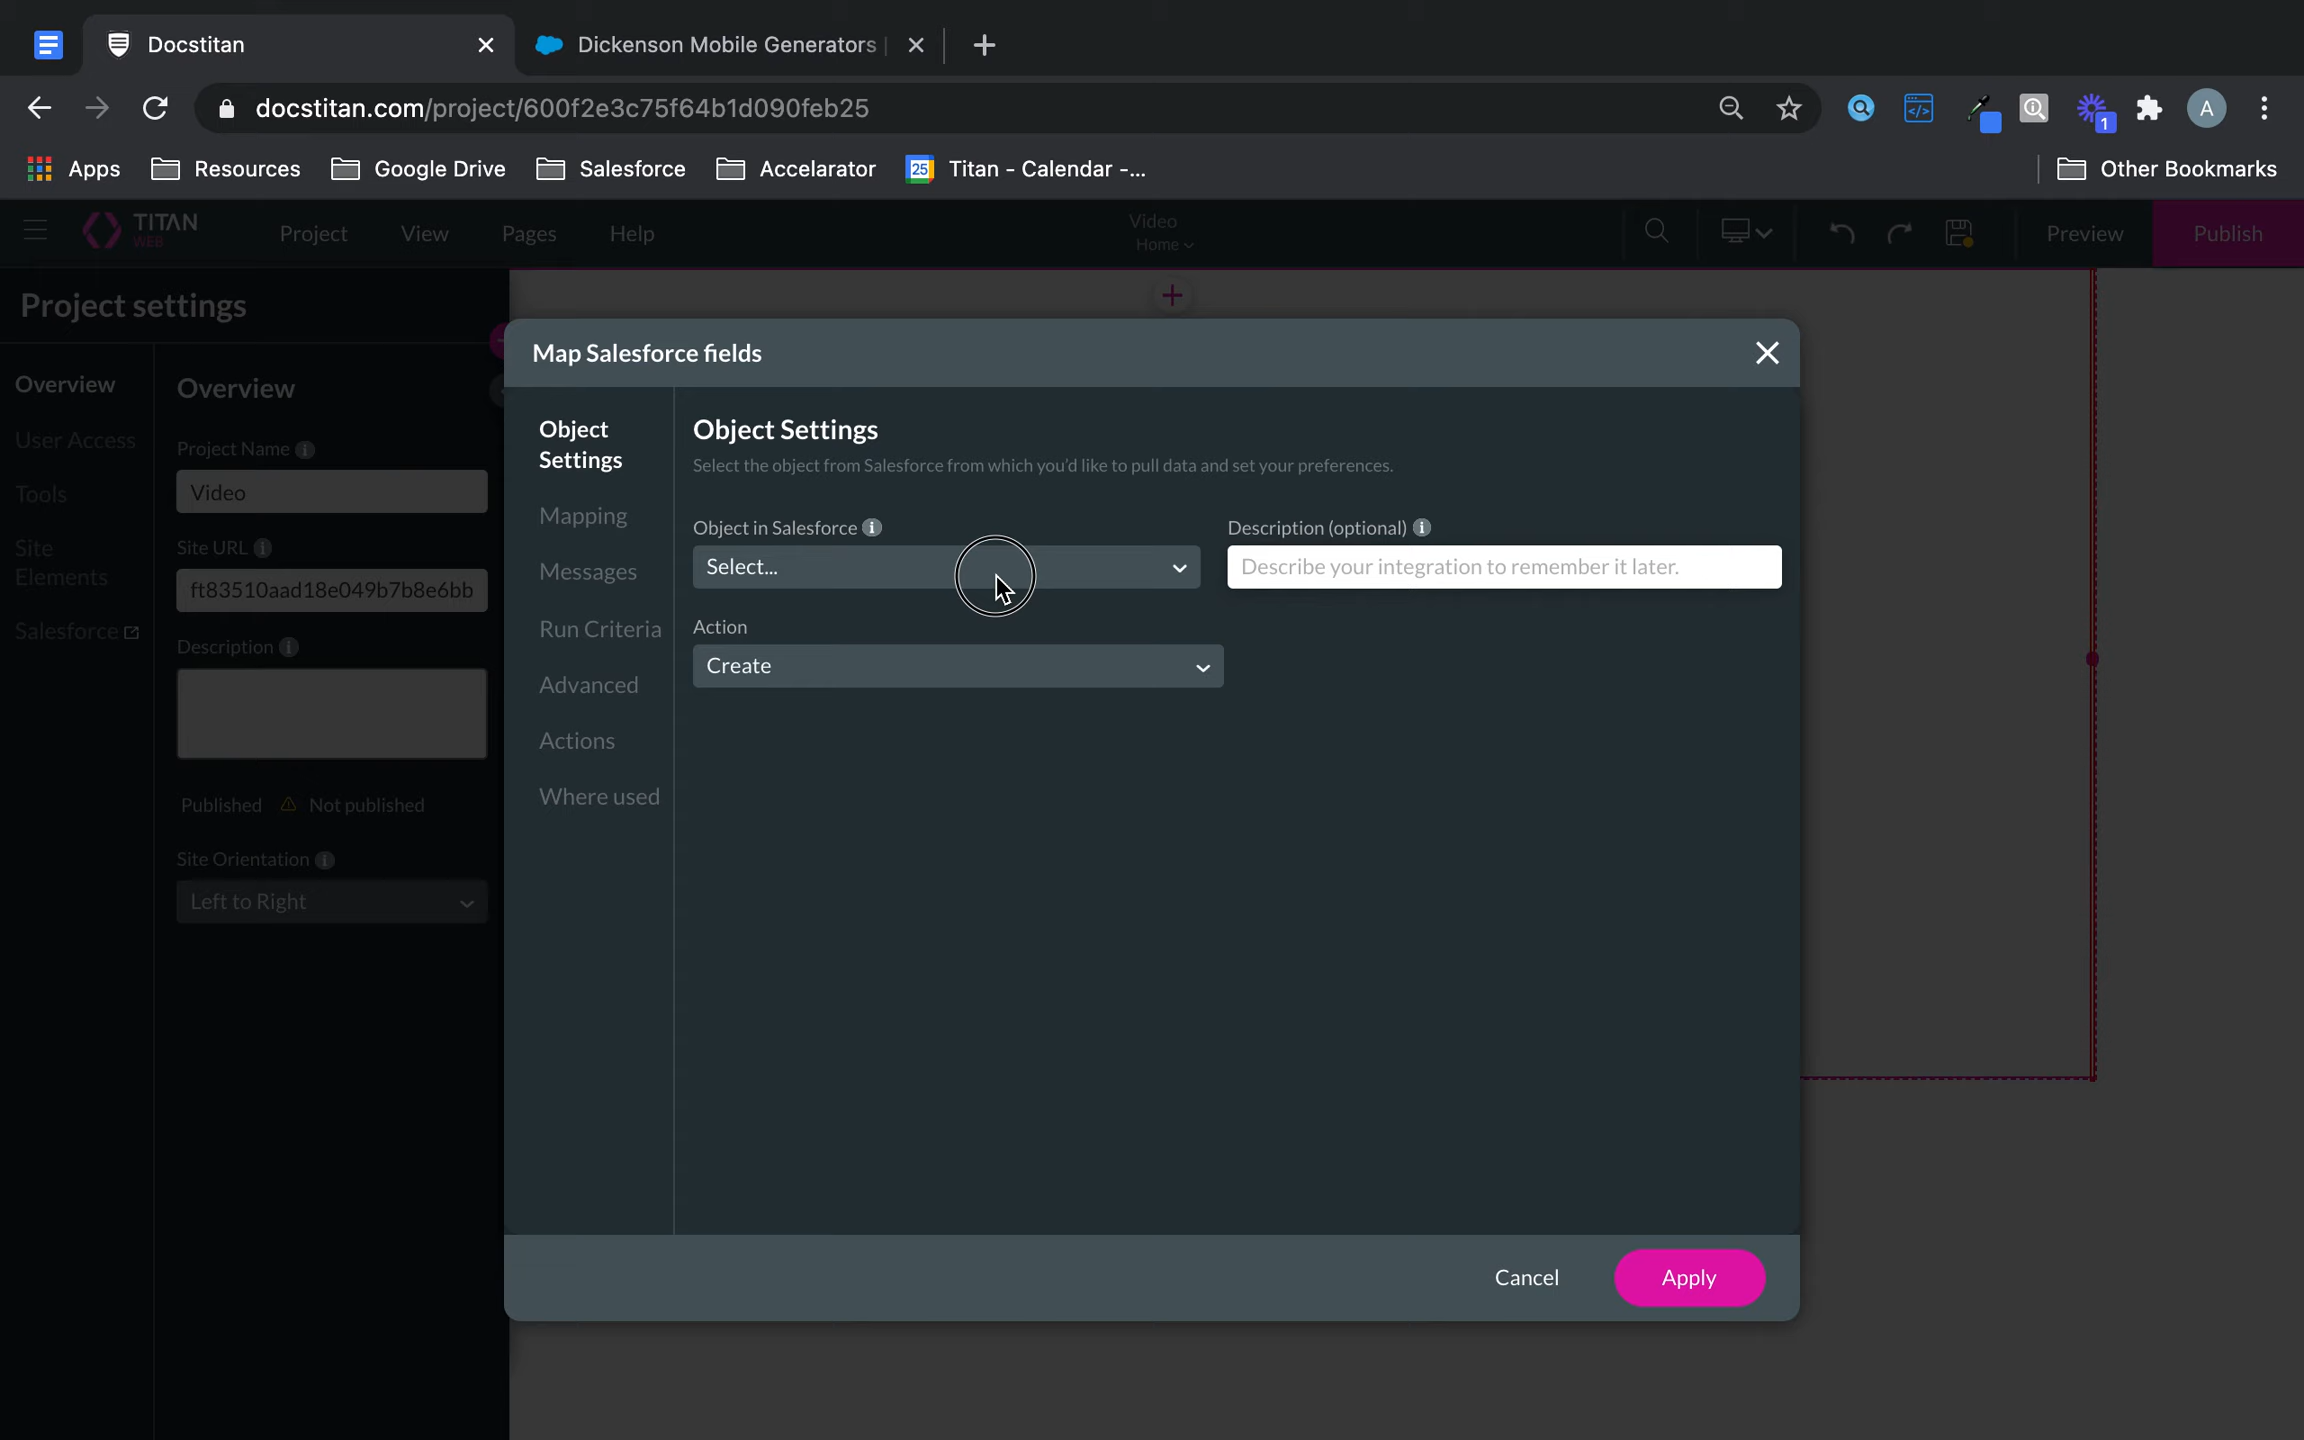 Docstitan
Dickenson Mobile Generators |
docstitan.com/project/600f2e3c75f64b1d090feb25
1
A
Apps
Resources
Google Drive
Salesforce
Accelarator
25
Titan - Calendar -...
Other Bookmarks
TITAN
WEB
Project
View
Pages
Help
Video
Home
Preview
Publish
Project settings
Overview
User Access
Tools
Site
Elements
Salesforce
Overview
Project Name
Video
Site URL
ft83510aad18e049b7b8e6bb
Description
Published
Not published
Site Orientation
Left to Right
Map Salesforce fields
Object
Settings
Mapping
Messages
Run Criteria
Advanced
Actions
Where used
Object Settings
Select the object from Salesforce from which you'd like to pull data and set your preferences.
Object in Salesforce
Select...
Description (optional)
Describe your integration to remember it later.
Action
Create
Cancel
Apply